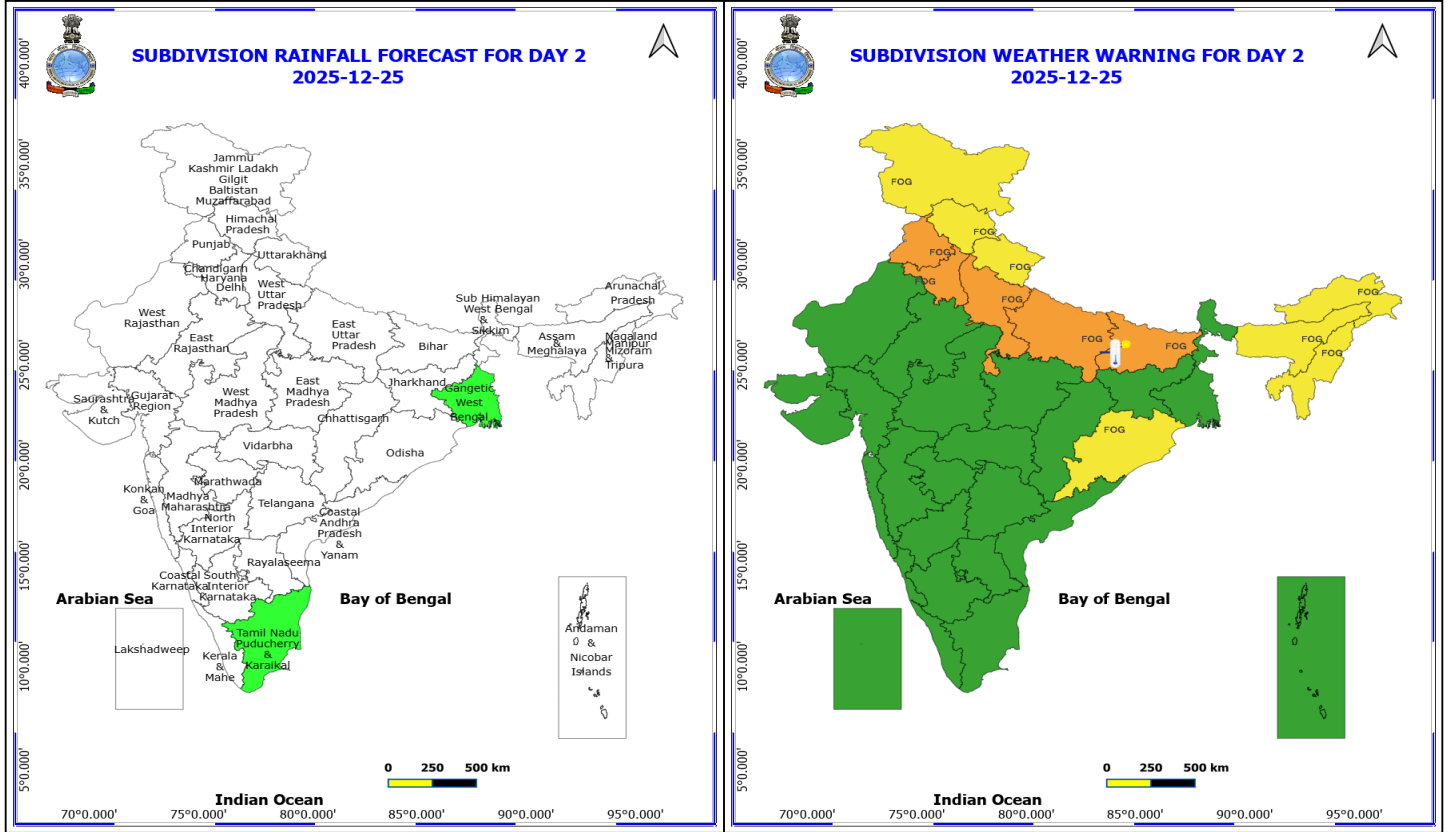 SUBDIVISION RAINFALL FORECAST FOR DAY 2
2025-12-25
40°0.000'
35°0.000'
30°0.000'
25°0.000'
20°0.000'
15°0.000'
10°0.000'
5°0.000'
Jammu
Kashmir Ladakh
Gilgit
Baltistan
Muzaffarabad
Himachal
Pradesh
Punjab
Uttarakhand
Chandigarh
Haryana
Delhi
West
Uttar
Pradesh
Arunachal
Pradesh
Sub Himalayan
West Bengal
&
Sikkim
West
Rajasthan
East
Rajasthan
East
Uttar
Pradesh
Bihar
Assam
&
Meghalaya
Nagaland
Manipur
Mizoram
&
Tripura
Saurashtra
&
Kutch
Gujarat
Region
West
Madhya
Pradesh
East
Madhya
Pradesh
Jharkhand
Gangetic
West
Bengal
Chhattisgarh
Vidarbha
Odisha
Konkan
&
Goa
Marathwada
Madhya
Maharashtra
Telangana
North
Interior
Karnataka
Coastal
Andhra
Pradesh
&
Yanam
Rayalaseema
Coastal
Karnataka
South
Interior
Karnataka
Arabian Sea
Bay of Bengal
Lakshadweep
Kerala
&
Mahe
Tamil Nadu
Puducherry
&
Karaikal
Andaman
&
Nicobar
Islands
0 250 500 km
Indian Ocean
70°0.000' 75°0.000' 80°0.000' 85°0.000' 90°0.000' 95°0.000'
SUBDIVISION WEATHER WARNING FOR DAY 2
2025-12-25
40°0.000'
35°0.000'
30°0.000'
25°0.000'
20°0.000'
15°0.000'
10°0.000'
5°0.000'
FOG
FOG
FOG
FOG
FOG
FOG
FOG
FOG
FOG
FOG
FOG
FOG
Arabian Sea
Bay of Bengal
0 250 500 km
Indian Ocean
70°0.000' 75°0.000' 80°0.000' 85°0.000' 90°0.000' 95°0.000'